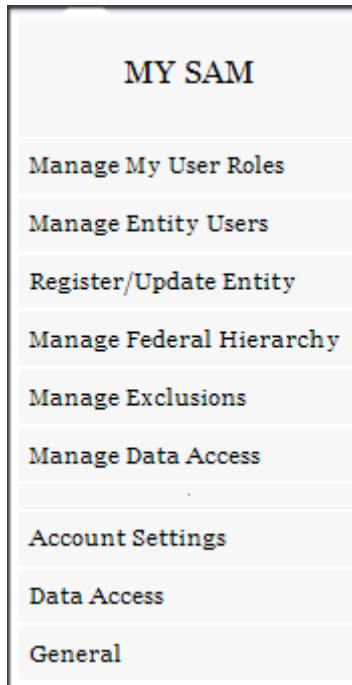 MY SAM
Manage My User Roles
Manage Entity Users
Register/Update Entity
Manage Federal Hierarchy
Manage Exclusions
Manage Data Access
Account Settings
Data Access
General